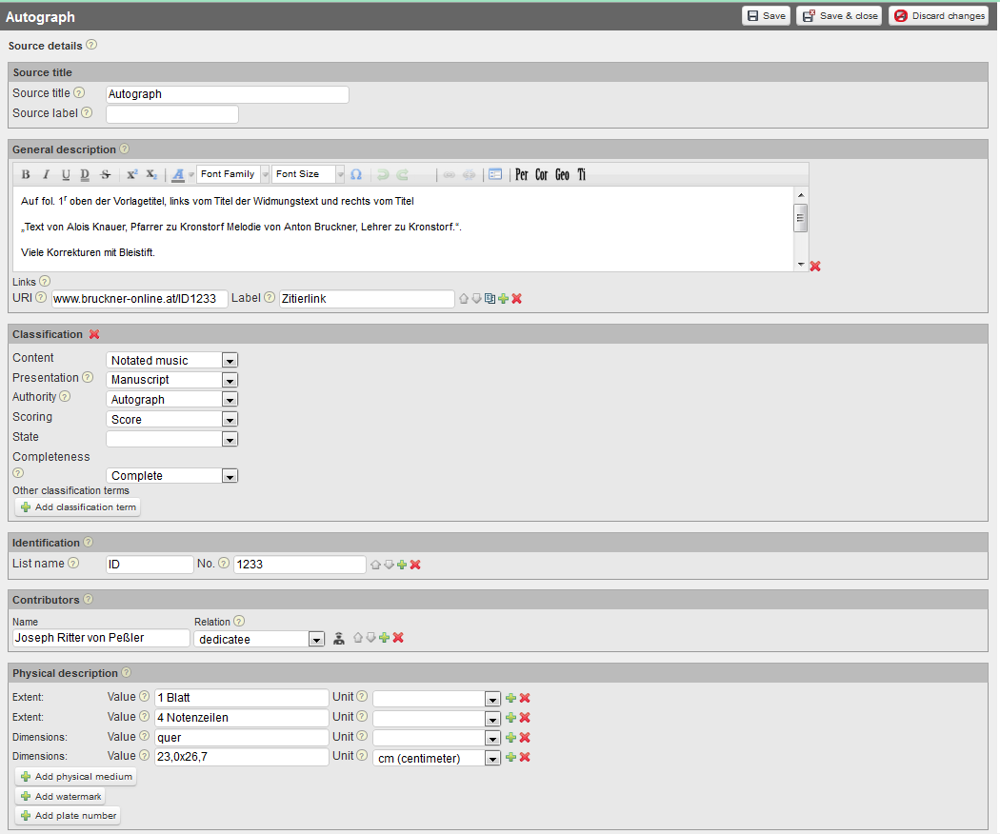 Autograph Save Save & close Discard changes
Source details ?
Source title
Source title ? Autograph
Source label ?
General description ?
B I U D S X² X₂ A Font Family Font Size Ω Per Cor Geo Ti
Auf fol. 1ʳ oben der Vorlagetitel, links vom Titel der Widmungstext und rechts vom Titel
„Text von Alois Knauer, Pfarrer zu Kronstorf Melodie von Anton Bruckner, Lehrer zu Kronstorf.“.
Viele Korrekturen mit Bleistift.
Links ?
URI ? www.bruckner-online.at/ID1233 Label ? Zitierlink
Classification
Content Notated music
Presentation ? Manuscript
Authority ? Autograph
Scoring Score
State
Completeness
? Complete
Other classification terms
Add classification term
Identification ?
List name ? ID No. ? 1233
Contributors ?
Name Relation ?
Joseph Ritter von Peßler dedicatee
Physical description ?
Extent: Value ? 1 Blatt Unit ?
Extent: Value ? 4 Notenzeilen Unit ?
Dimensions: Value ? quer Unit ?
Dimensions: Value ? 23,0x26,7 Unit ? cm (centimeter)
Add physical medium
Add watermark
Add plate number